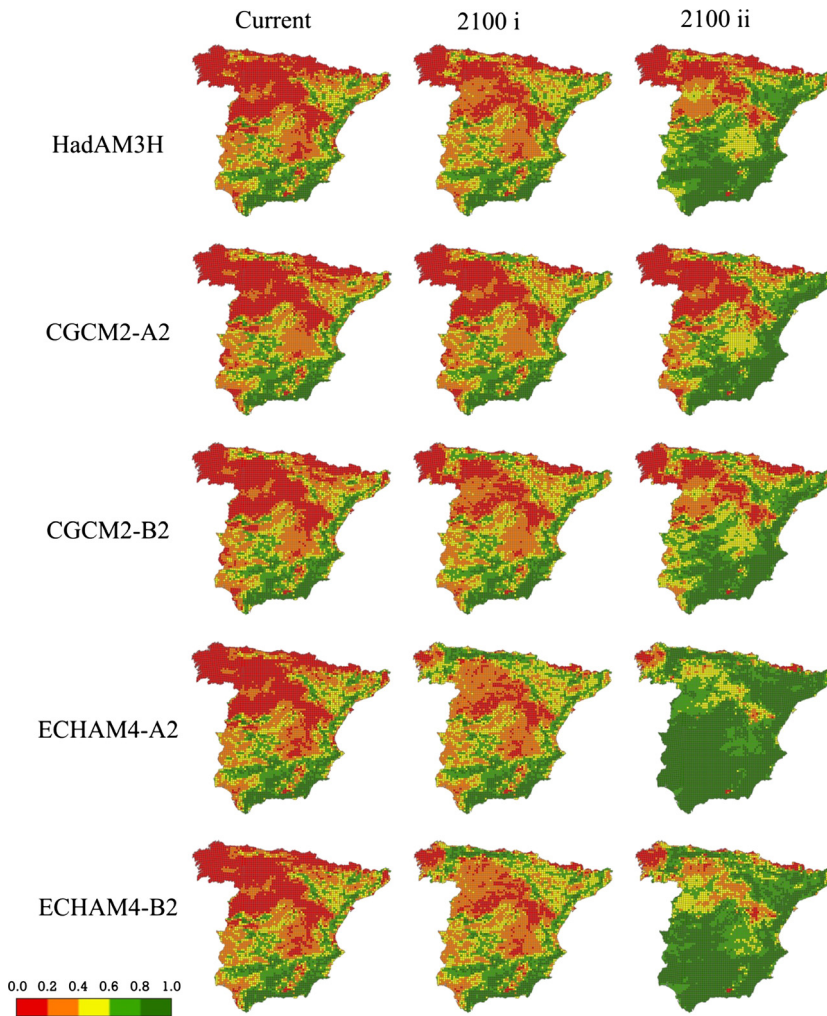 Current 2100 i 2100 ii
HadAM3H
CGCM2-A2
CGCM2-B2
ECHAM4-A2
ECHAM4-B2
0.0 0.2 0.4 0.6 0.8 1.0